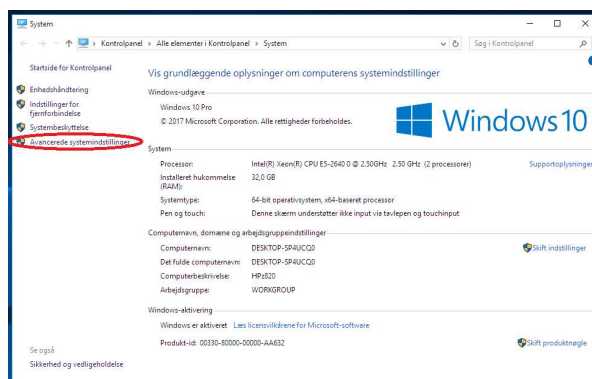 System
Kontrolpanel > Alle elementer i Kontrolpanel > System
Søg i Kontrolpanel
Startside for Kontrolpanel
Enhedshåndtering
Indstillinger for
fjernforbindelse
Systembeskyttelse
Avancerede systemindstillinger
Vis grundlæggende oplysninger om computerens systemindstillinger
Windows-udgave
Windows 10 Pro
© 2017 Microsoft Corporation. Alle rettigheder forbeholdes.
Windows 10
System
Processor: Intel(R) Xeon(R) CPU E5-2640 0 @ 2.50GHz 2.50 GHz (2 processorer)
Supportoplysninger
Installeret hukommelse
(RAM): 32,0 GB
Systemtype: 64-bit operativsystem, x64-baseret processor
Pen og touch: Denne skærm understøtter ikke input via tavlepen og touchinput
Computernavn, domæne og arbejdsgruppeindstillinger
Computernavn: DESKTOP-SP4UCQ0
Skift indstillinger
Det fulde computernavn: DESKTOP-SP4UCQ0
Computerbeskrivelse: HPz820
Arbejdsgruppe: WORKGROUP
Windows-aktivering
Windows er aktiveret Læs licensvilkårene for Microsoft-software
Produkt-id: 00330-80000-00000-AA632
Skift produktnøgle
Se også
Sikkerhed og vedligeholdelse